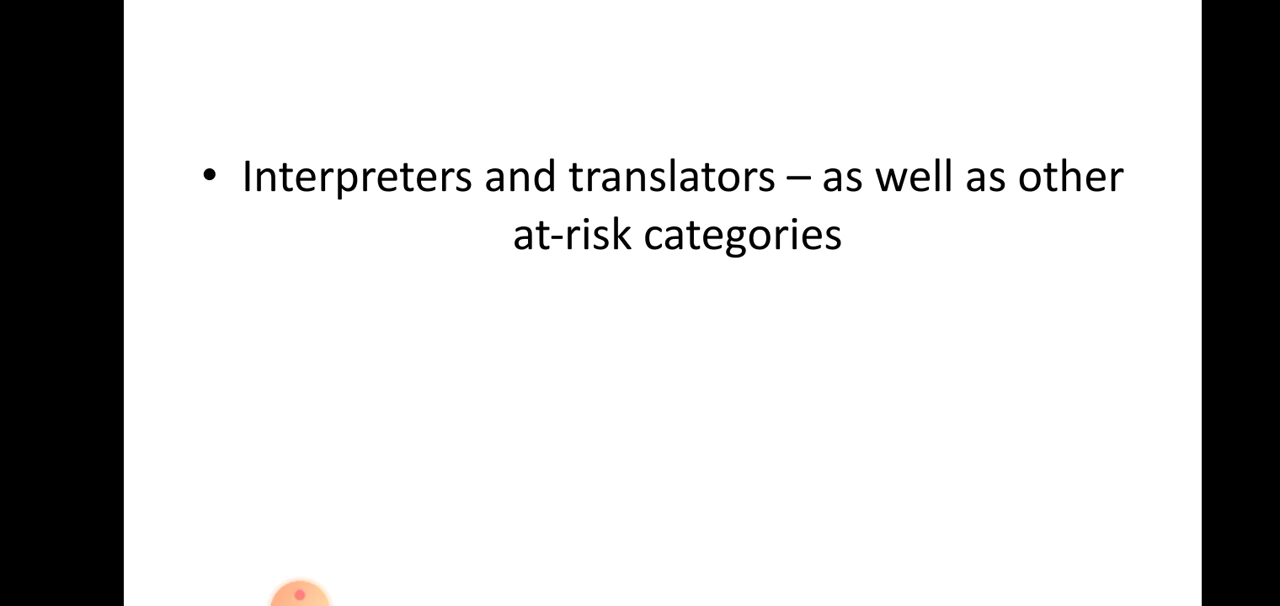 • Interpreters and translators – as well as other
at-risk categories